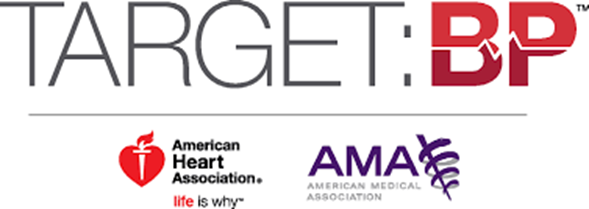 TARGET:BP™
American
Heart
Association®
life is why™
AMA
AMERICAN MEDICAL
ASSOCIATION